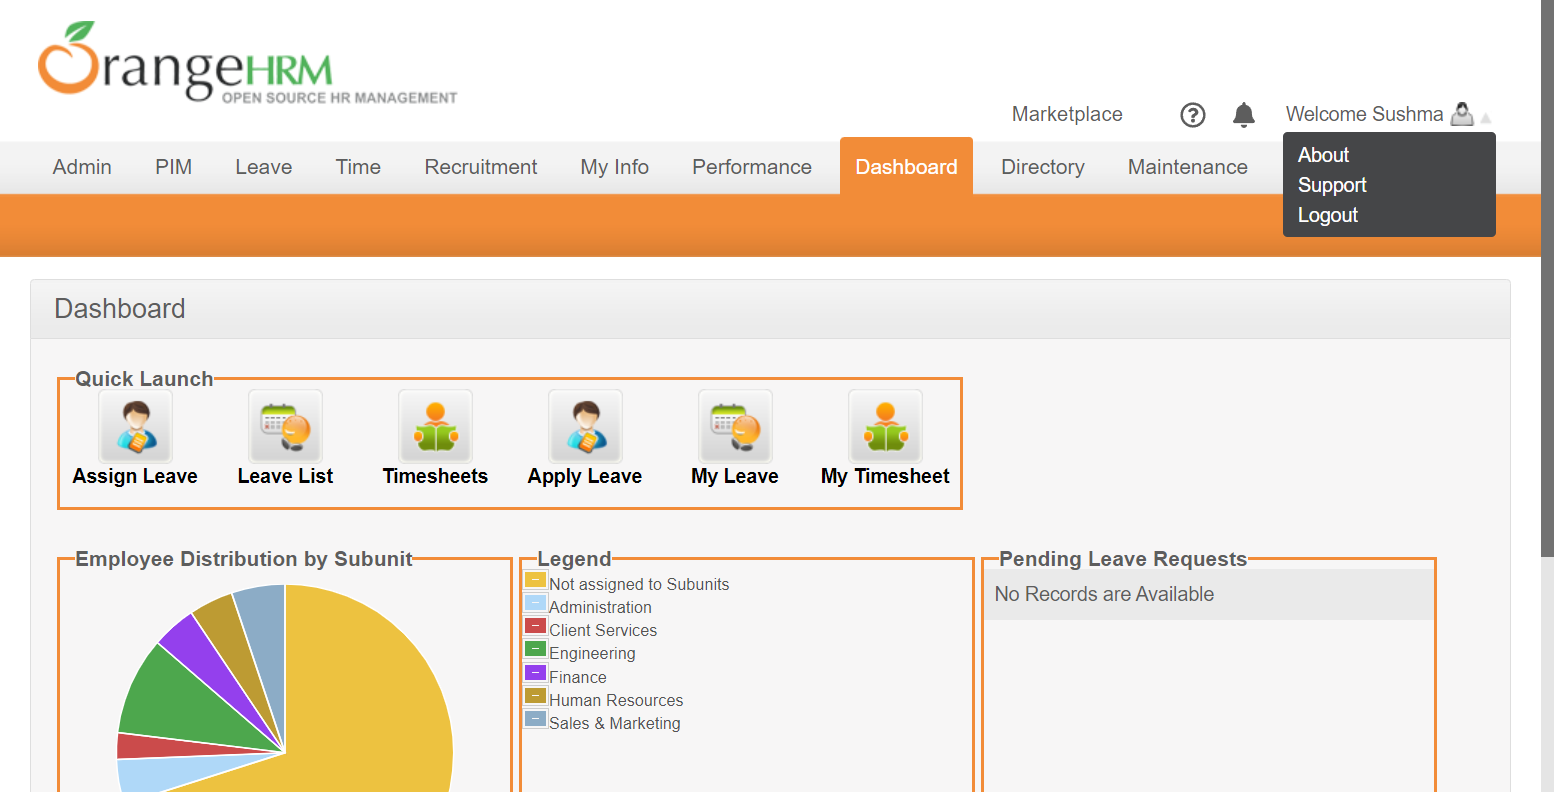 OrangeHRM
OPEN SOURCE HR MANAGEMENT
Marketplace
?
Welcome Sushma
About
Support
Logout
Admin PIM Leave Time Recruitment My Info Performance Dashboard Directory Maintenance
Dashboard
Quick Launch
Assign Leave Leave List Timesheets Apply Leave My Leave My Timesheet
Employee Distribution by Subunit
Legend
Not assigned to Subunits
Administration
Client Services
Engineering
Finance
Human Resources
Sales & Marketing
Pending Leave Requests
No Records are Available